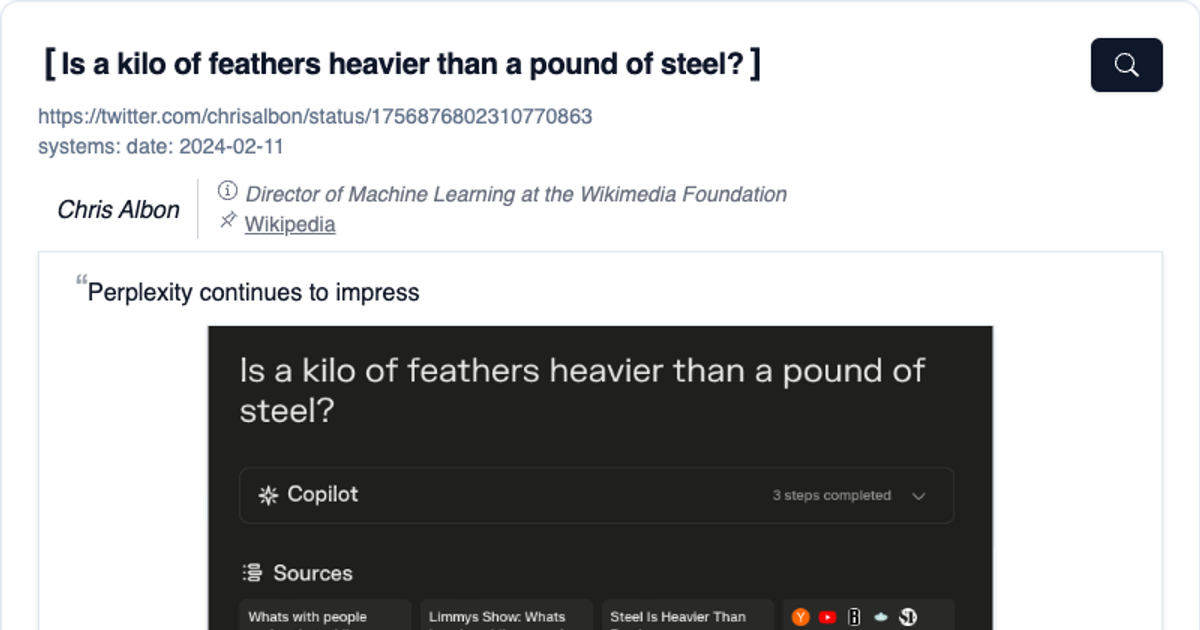 [ Is a kilo of feathers heavier than a pound of steel? ]
https://twitter.com/chrisalbon/status/1756876802310770863
systems: date: 2024-02-11
Chris Albon
Director of Machine Learning at the Wikimedia Foundation
Wikipedia
“Perplexity continues to impress
Is a kilo of feathers heavier than a pound of
steel?
Copilot
3 steps completed
Sources
Whats with people
Limmys Show: Whats
Steel Is Heavier Than